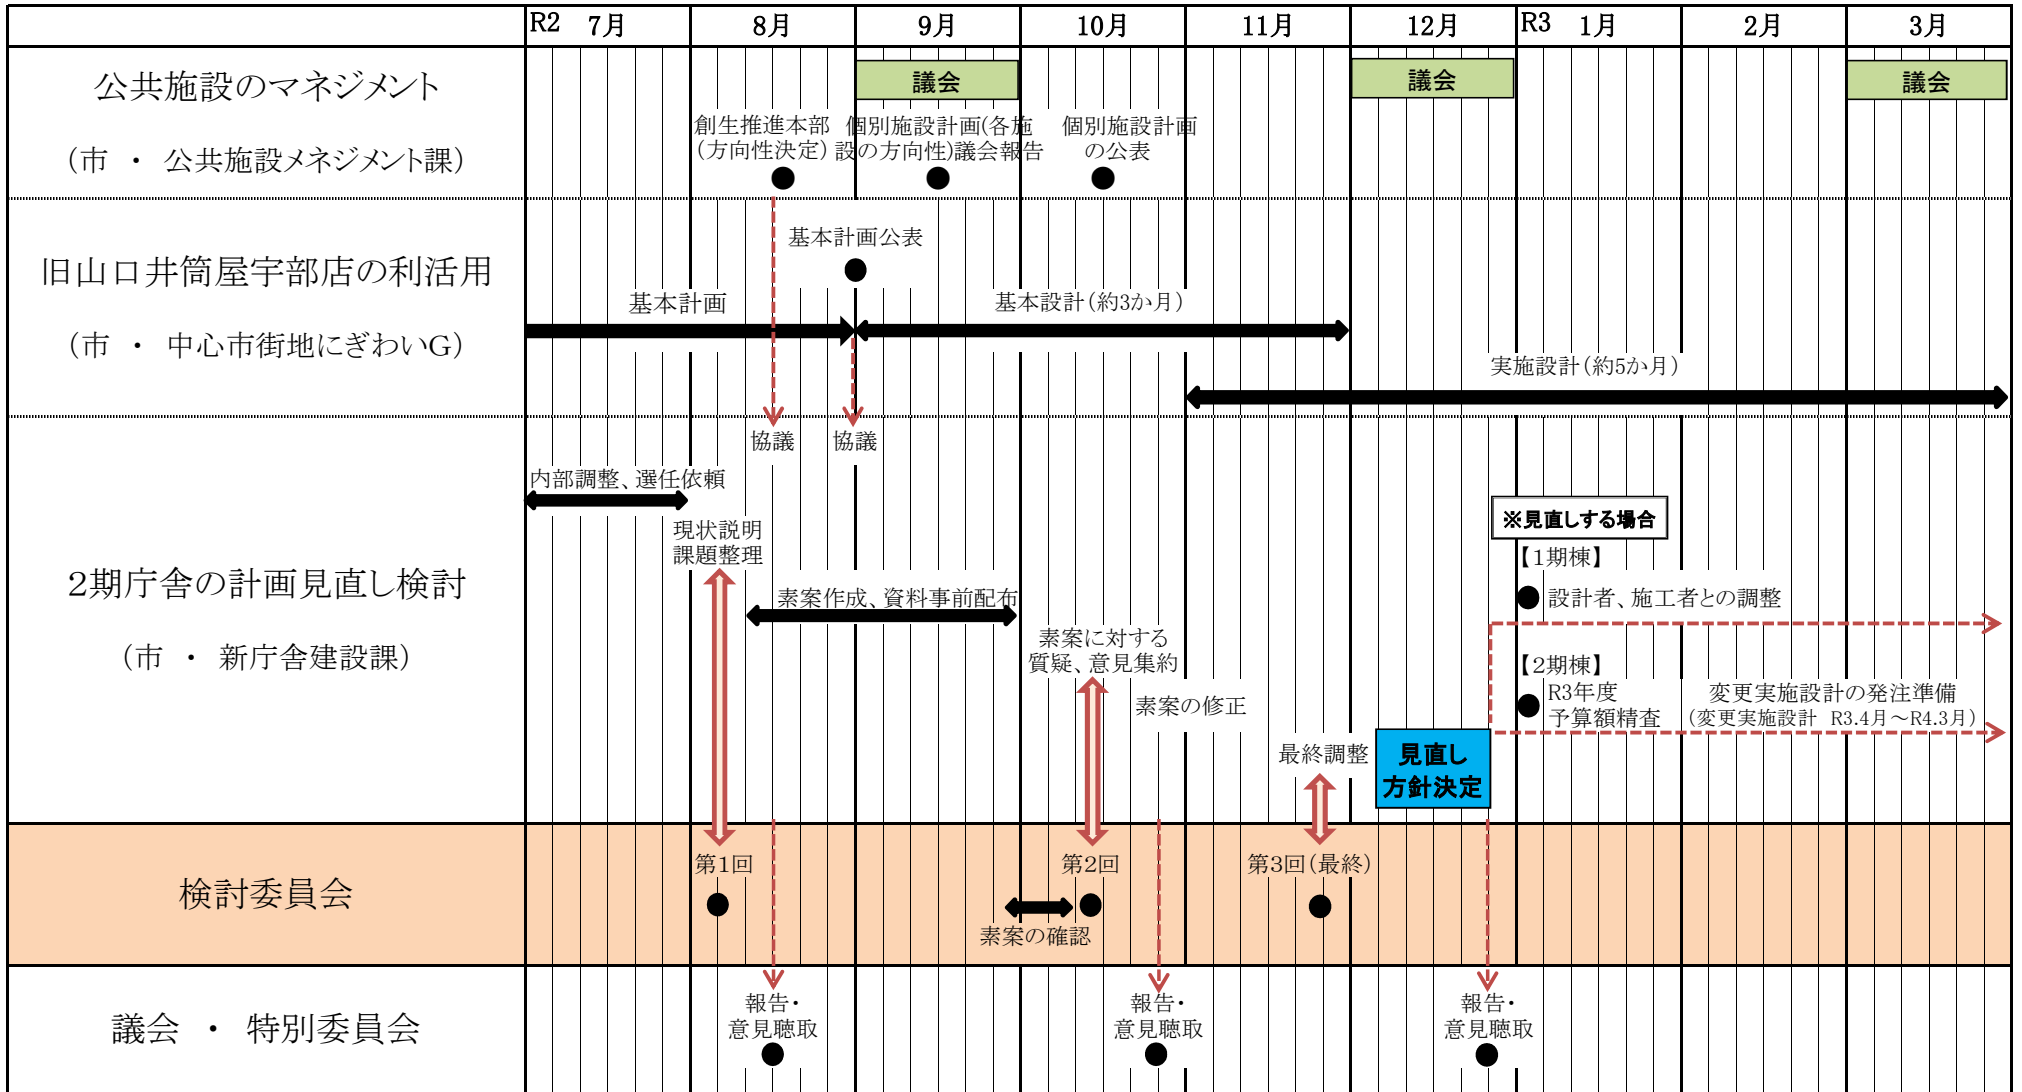 R2 7月 8月 9月 10月 11月 12月 R3 1月 2月 3月
公共施設のマネジメント
(市 ・ 公共施設メネジメント課)
議会
議会
議会
創生推進本部
(方向性決定)
個別施設計画(各施
設の方向性)議会報告
個別施設計画
の公表
旧山口井筒屋宇部店の利活用
(市 ・ 中心市街地にぎわいG)
基本計画公表
基本計画
基本設計(約3か月)
実施設計(約5か月)
協議
協議
2期庁舎の計画見直し検討
(市 ・ 新庁舎建設課)
内部調整、選任依頼
現状説明
課題整理
素案作成、資料事前配布
素案に対する
質疑、意見集約
素案の修正
最終調整
見直し
方針決定
※見直しする場合
【1期棟】
設計者、施工者との調整
【2期棟】
R3年度
予算額精査
変更実施設計の発注準備
(変更実施設計 R3.4月～R4.3月)
検討委員会
第1回
第2回
第3回(最終)
素案の確認
議会 ・ 特別委員会
報告・
意見聴取
報告・
意見聴取
報告・
意見聴取